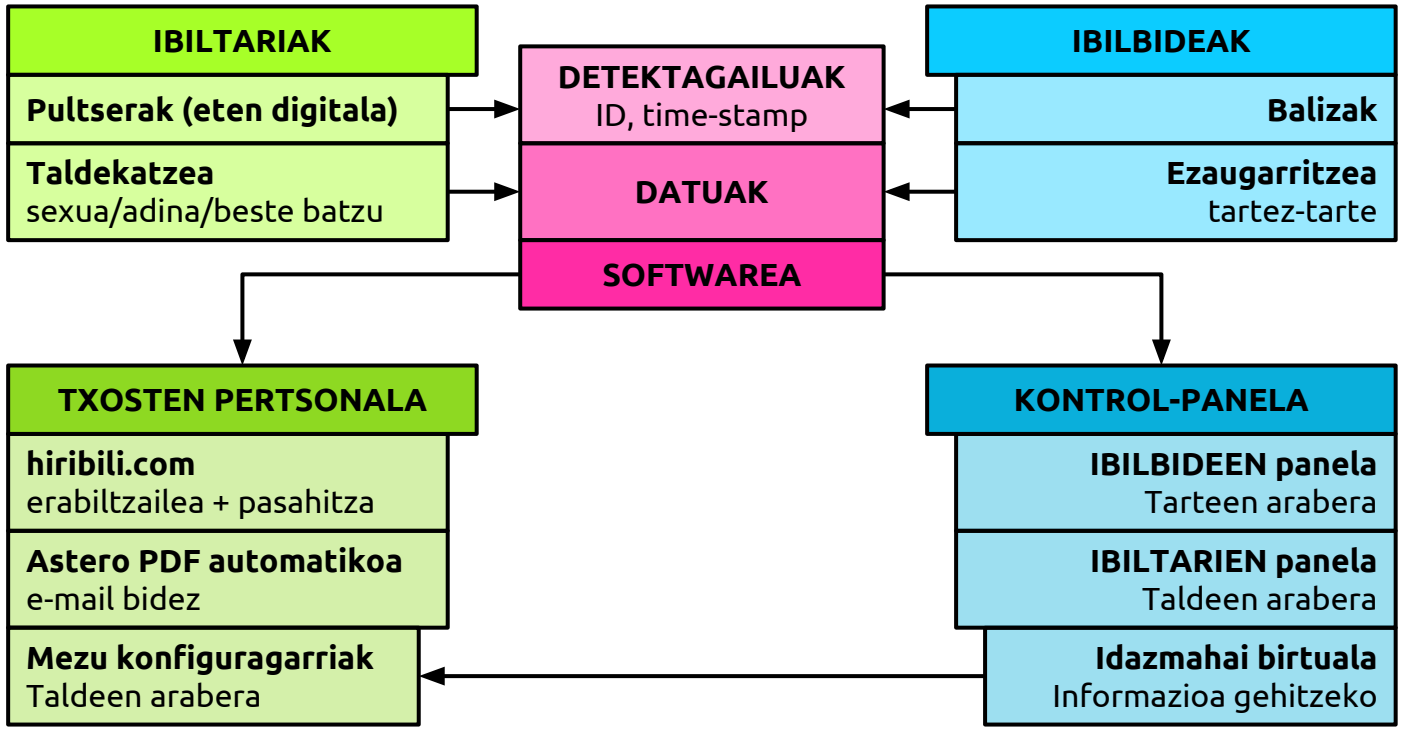 IBILTARIAK
Pultserak (eten digitala)
Taldekatzea
sexua/adina/beste batzu
DETEKTAGAILUAK
ID, time-stamp
DATUAK
SOFTWAREA
IBILBIDEAK
Balizak
Ezaugarritzea
tartez-tarte
TXOSTEN PERTSONALA
hiribili.com
erabiltzailea + pasahitza
Astero PDF automatikoa
e-mail bidez
Mezu konfiguragarriak
Taldeen arabera
KONTROL-PANELA
IBILBIDEEN panela
Tarteen arabera
IBILTARIEN panela
Taldeen arabera
Idazmahai birtuala
Informazioa gehitzeko